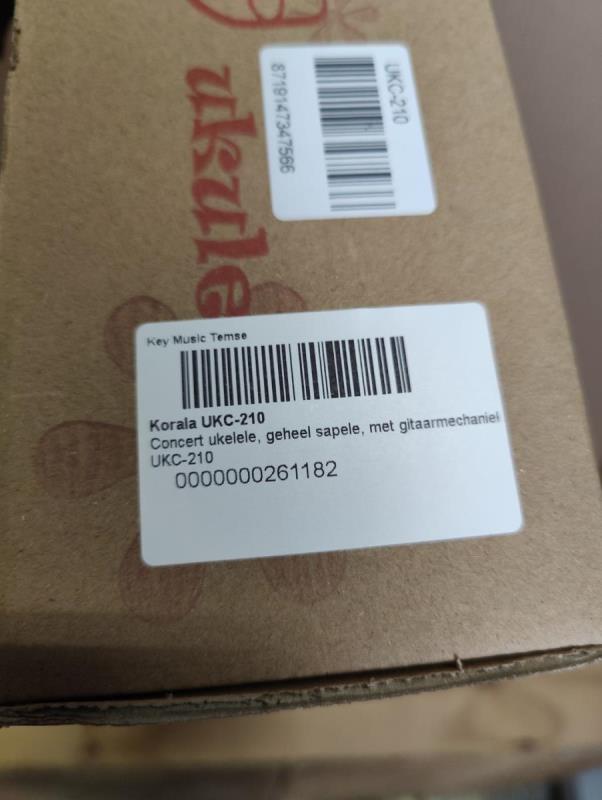 ukule
UKC-210
8719147347566
Key Music Temse
Korala UKC-210
Concert ukelele, geheel sapele, met gitaarmechaniek
UKC-210
0000000261182